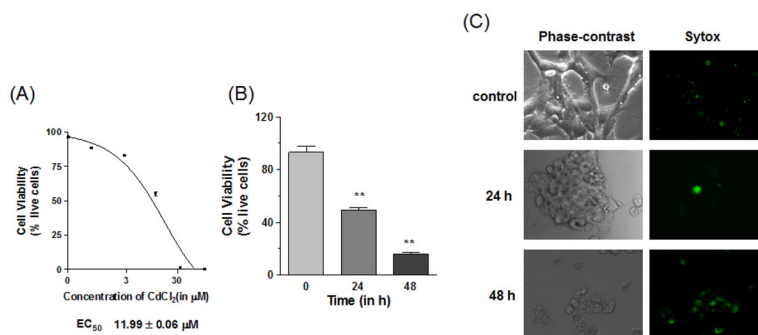 (A)
100
75
50
25
0
Cell Viability
(% live cells)
0 3 30
Concentration of CdCl₂(in µM)
EC₅₀ 11.99 ± 0.06 µM
(B)
120
80
40
0
Cell Viability
(% live cells)
**
**
0 24 48
Time (in h)
(C)
Phase-contrast Sytox
control
24 h
48 h